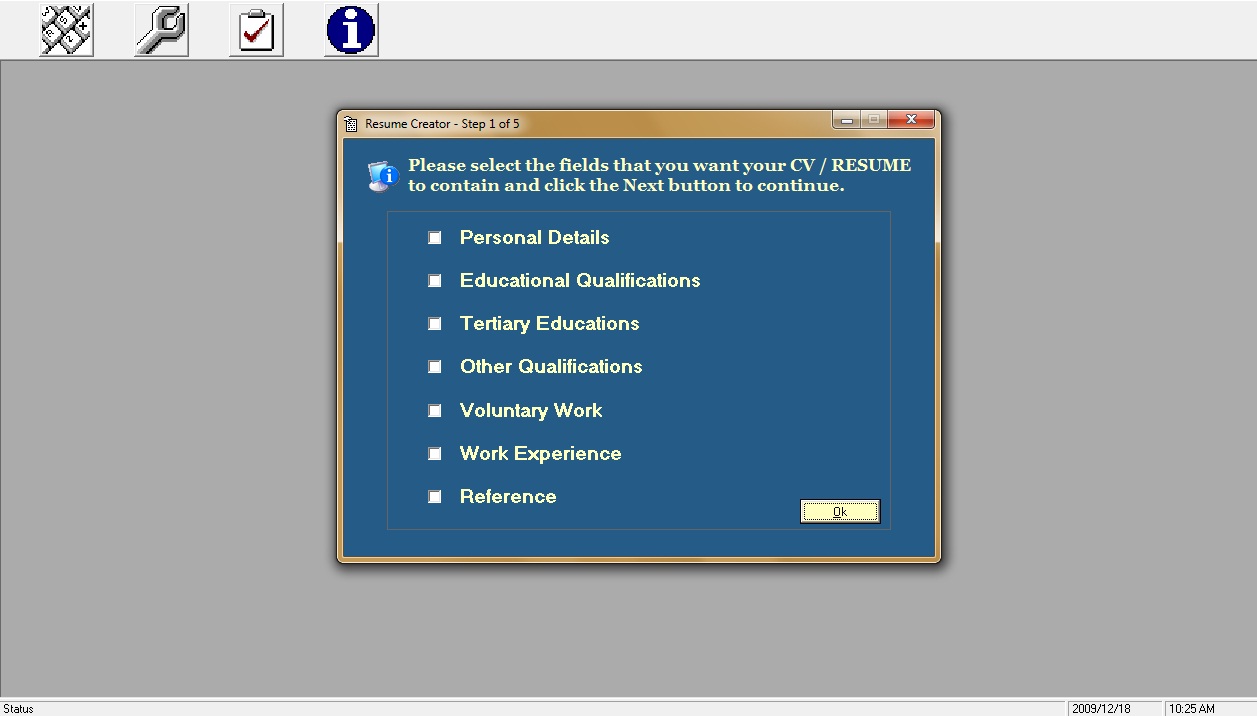 Resume Creator - Step 1 of 5
Please select the fields that you want your CV / RESUME
to contain and click the Next button to continue.
Personal Details
Educational Qualifications
Tertiary Educations
Other Qualifications
Voluntary Work
Work Experience
Reference
Ok
Status 2009/12/18 10:25 AM